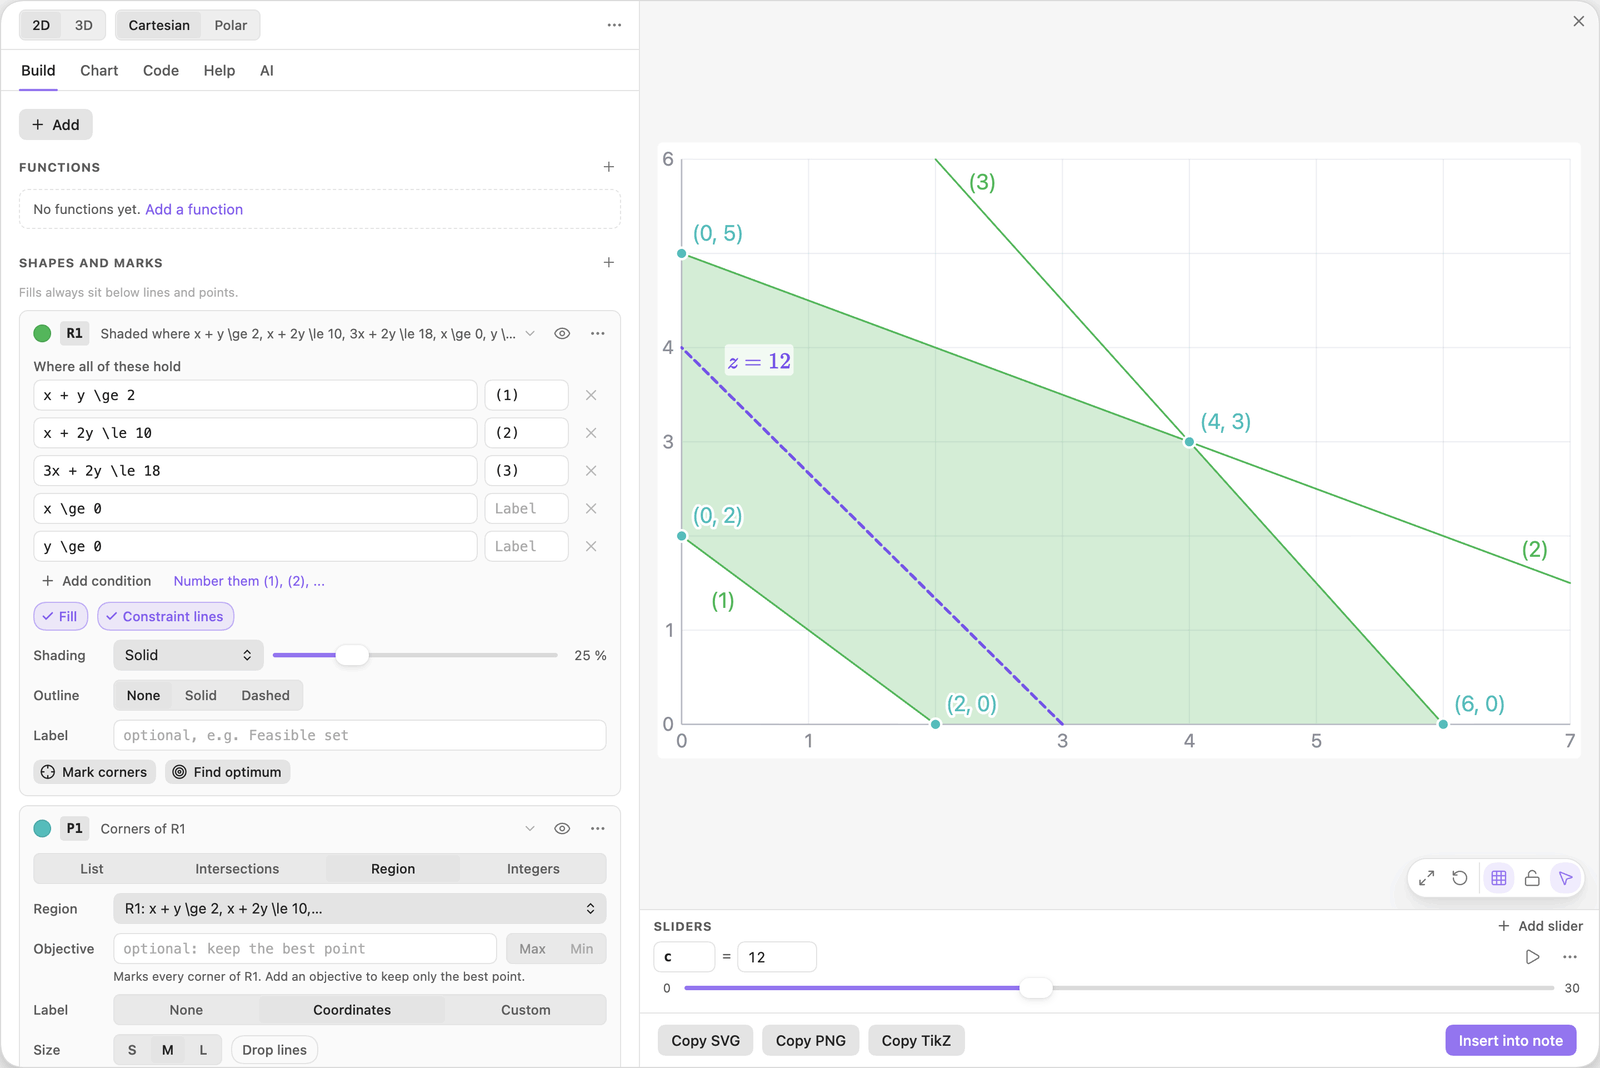 2D 3D Cartesian Polar
Build Chart Code Help AI
+ Add
FUNCTIONS
No functions yet. Add a function
SHAPES AND MARKS
Fills always sit below lines and points.
R1 Shaded where x + y \ge 2, x + 2y \le 10, 3x + 2y \le 18, x \ge 0, y \...
Where all of these hold
x + y \ge 2 (1)
x + 2y \le 10 (2)
3x + 2y \le 18 (3)
x \ge 0 Label
y \ge 0 Label
+ Add condition Number them (1), (2), ...
Fill Constraint lines
Shading Solid 25 %
Outline None Solid Dashed
Label optional, e.g. Feasible set
Mark corners Find optimum
P1 Corners of R1
List Intersections Region Integers
Region R1: x + y \ge 2, x + 2y \le 10,...
Objective optional: keep the best point Max Min
Marks every corner of R1. Add an objective to keep only the best point.
Label None Coordinates Custom
Size S M L Drop lines
6
(3)
(0, 5)
4
z = 12
3
(4, 3)
(0, 2)
(2)
(1)
1
(2, 0)
(6, 0)
0
0 1 3 4 5 7
SLIDERS + Add slider
c = 12
0 30
Copy SVG Copy PNG Copy TikZ Insert into note